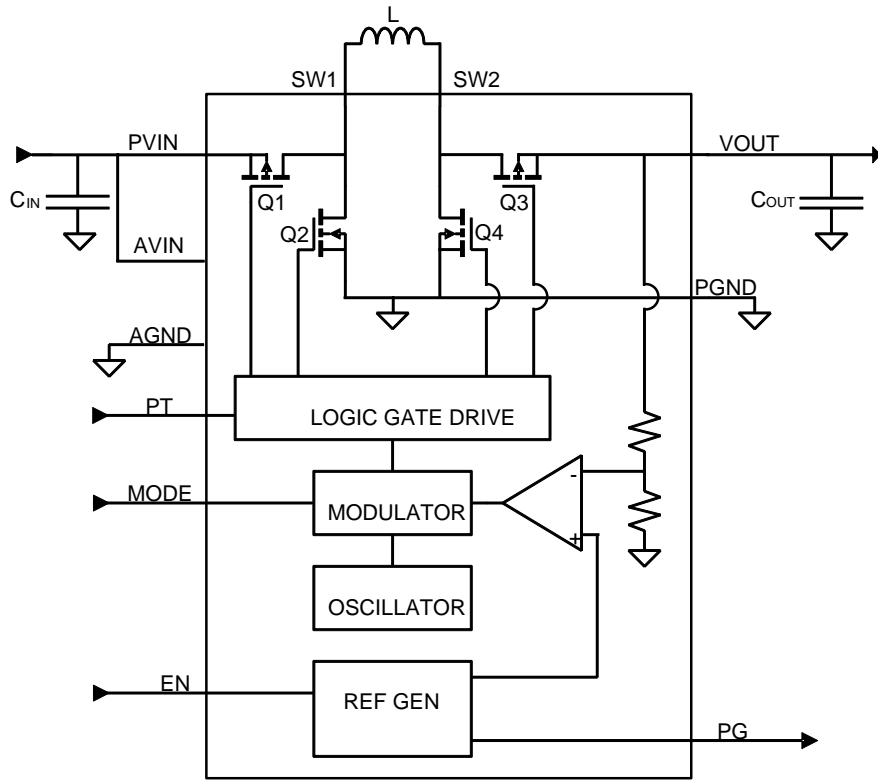 L
SW1
SW2
PVIN
VOUT
CIN
Q1
Q3
COUT
Q2
Q4
AVIN
PGND
AGND
PT
LOGIC GATE DRIVE
-
MODE
MODULATOR
+
OSCILLATOR
EN
REF GEN
PG